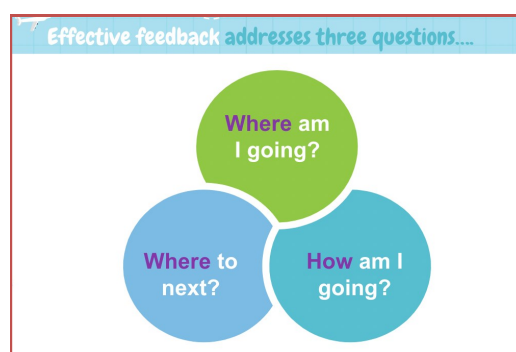 Effective feedback addresses three questions....
Where am
I going?
Where to
next?
How am I
going?